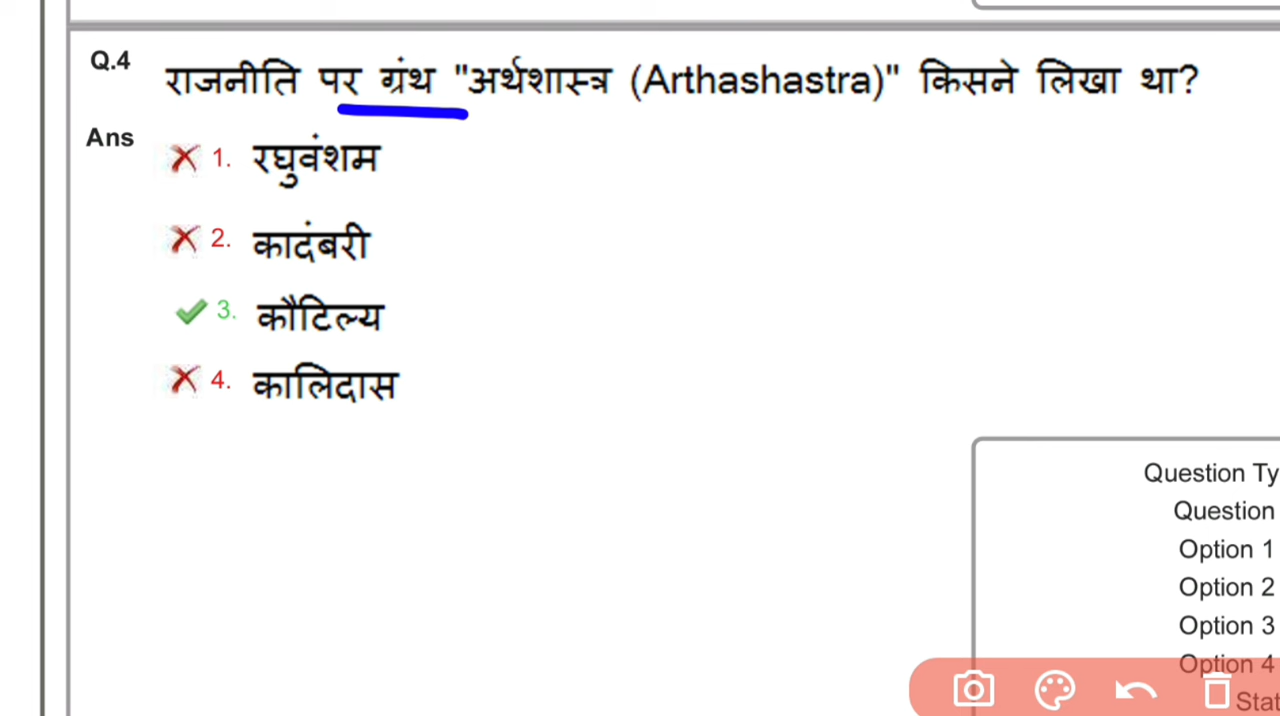 Q.4 राजनीति पर ग्रंथ "अर्थशास्त्र (Arthashastra)" किसने लिखा था?
Ans
1. रघुवंशम
2. कादंबरी
3. कौटिल्य
4. कालिदास
Question Ty
Question
Option 1
Option 2
Option 3
Option 4
Stat